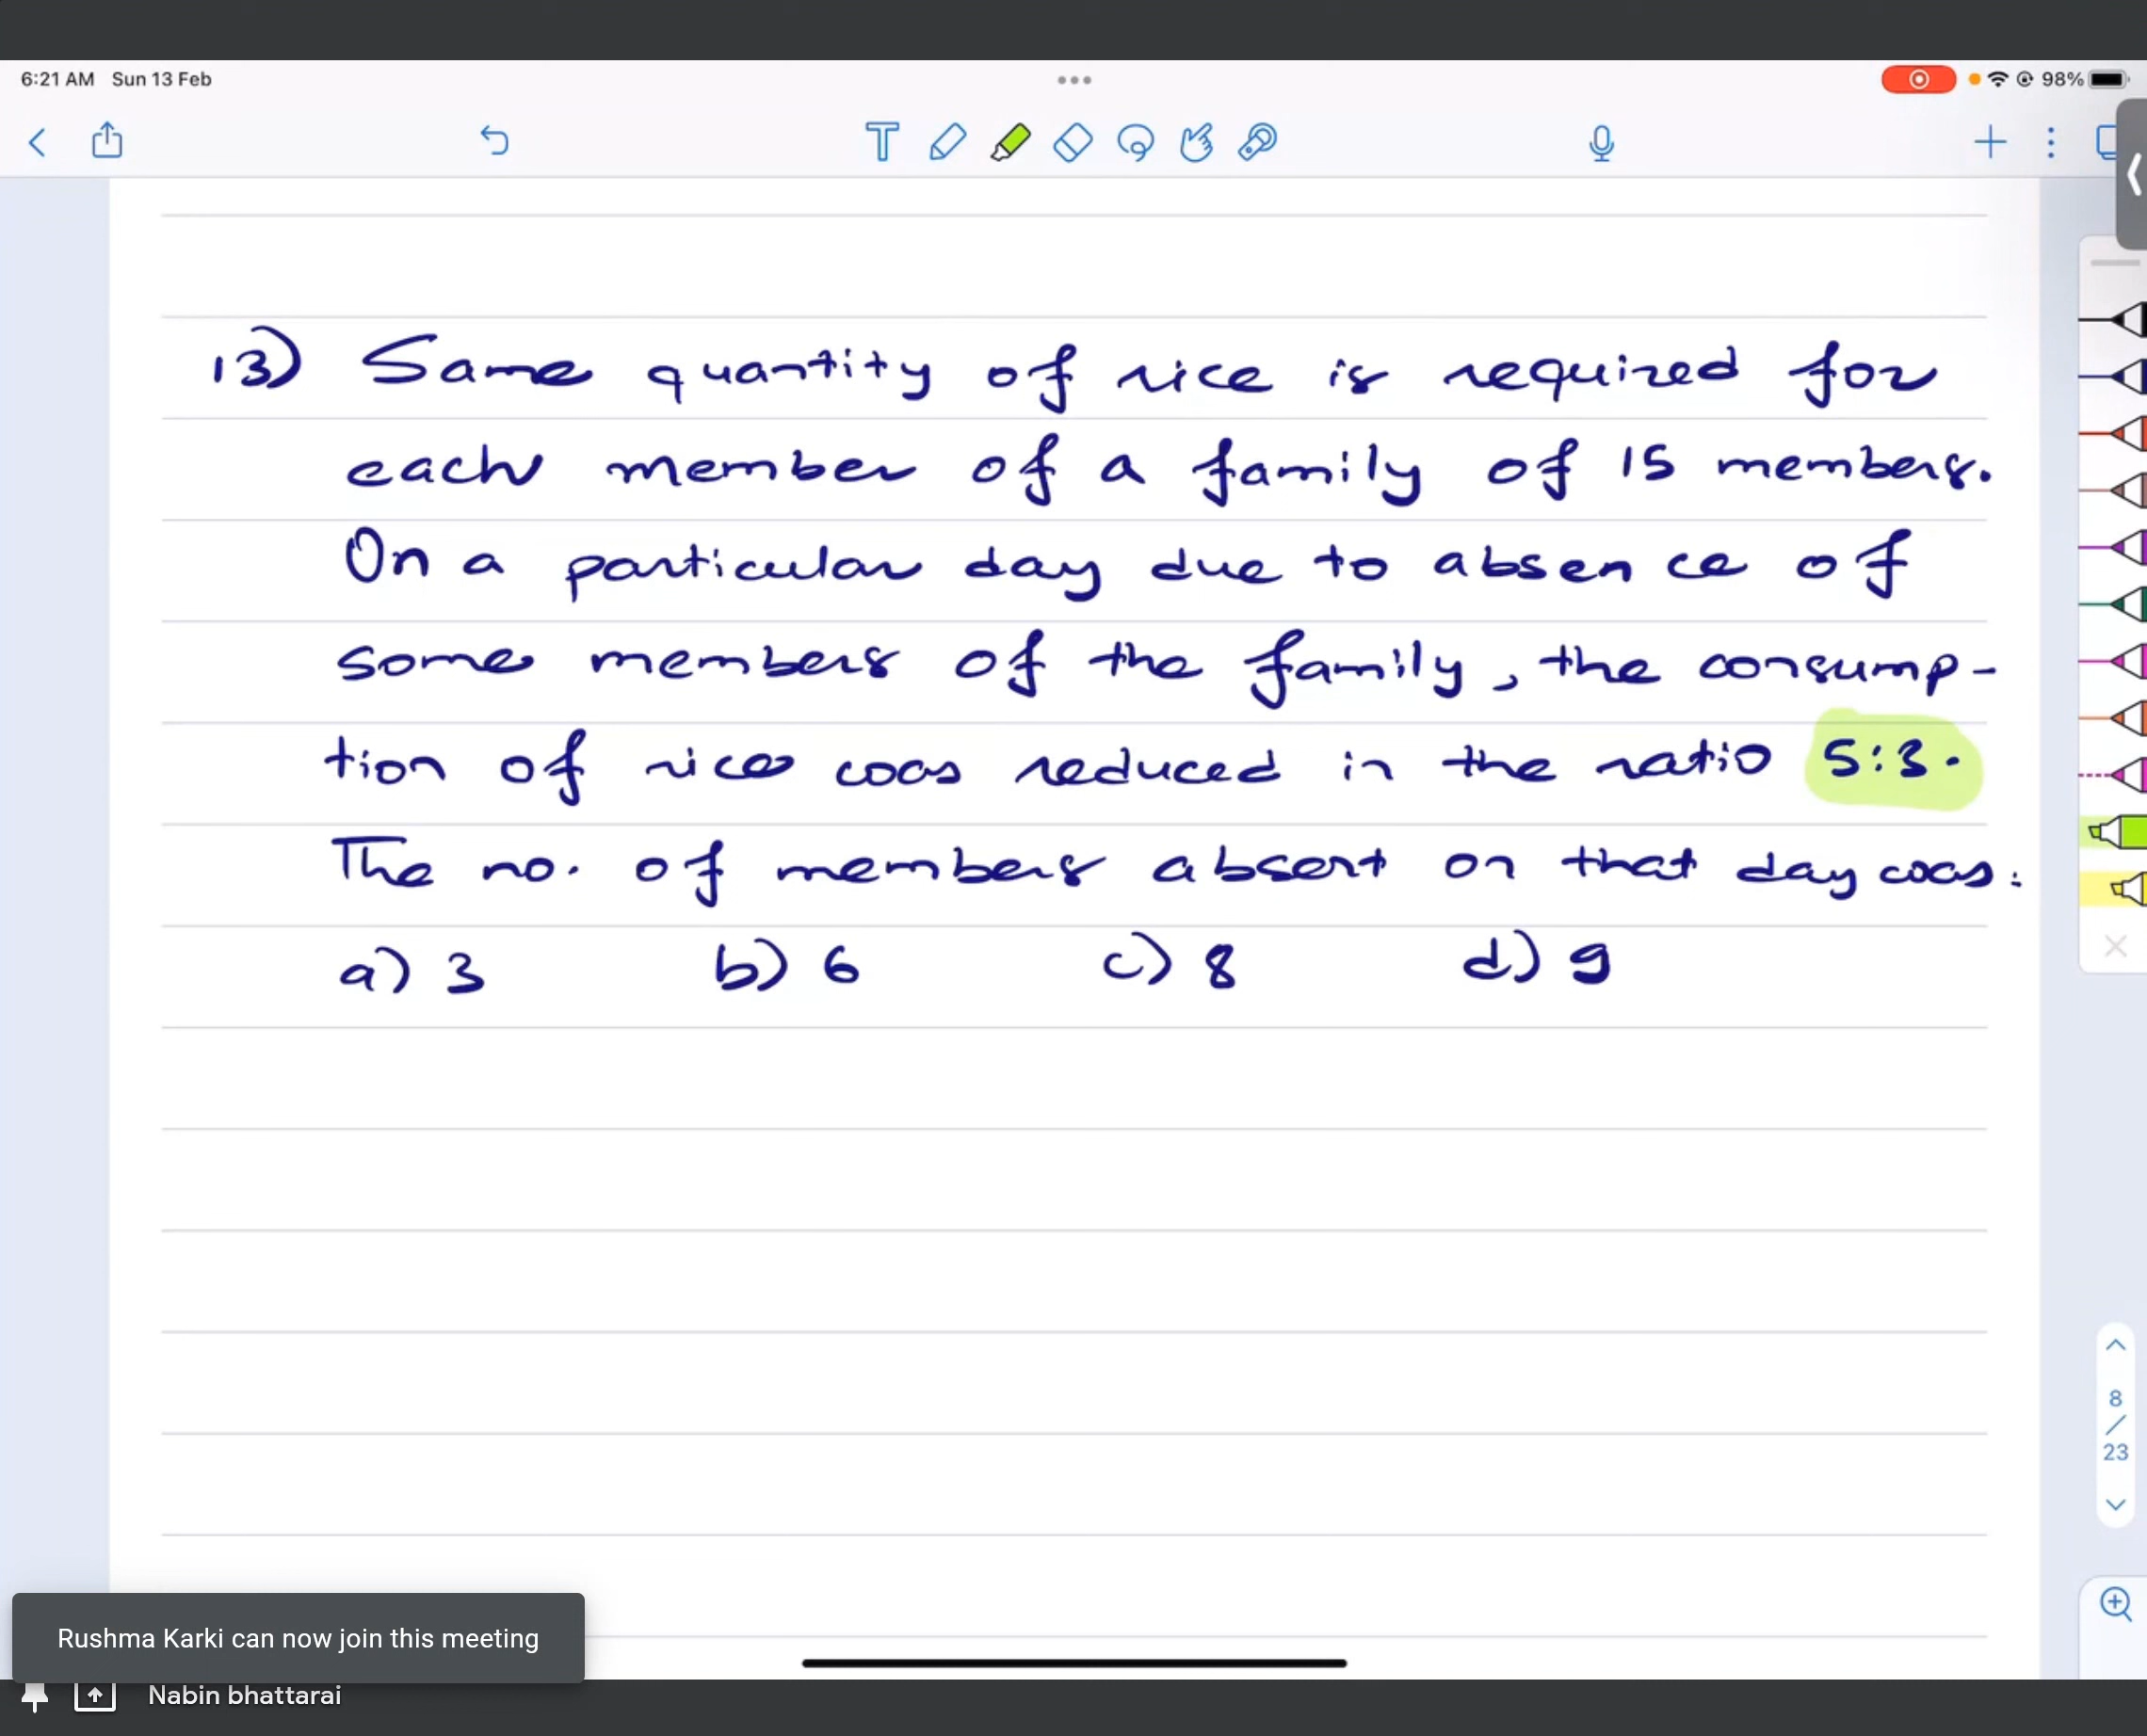 6:21 AM Sun 13 Feb
98%
13) Same quantity of rice is required for
each member of a family of 15 members.
On a particular day due to absence of
some members of the family, the consump-
tion of rice was reduced in the ratio 5:3.
The no. of members absent on that day was:
a) 3 b) 6 c) 8 d) 9
8
/
23
Rushma Karki can now join this meeting
Nabin bhattarai